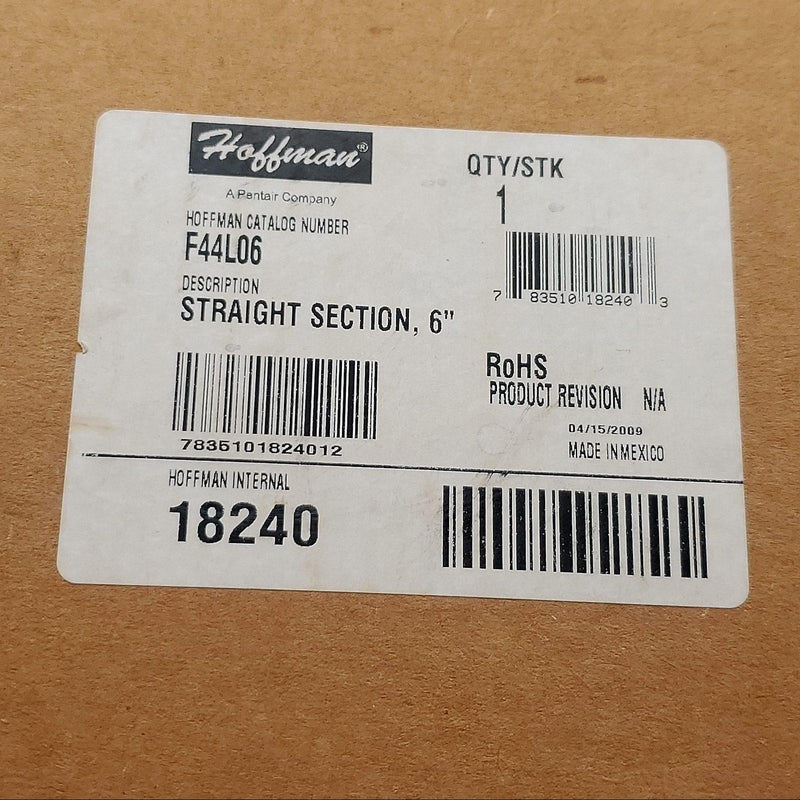 Hoffman®
A Pentair Company
HOFFMAN CATALOG NUMBER
F44L06
DESCRIPTION
STRAIGHT SECTION, 6"
7835101824012
QTY/STK
1
7 83510 18240 3
RoHS
PRODUCT REVISION N/A
04/15/2009
MADE IN MEXICO
HOFFMAN INTERNAL
18240